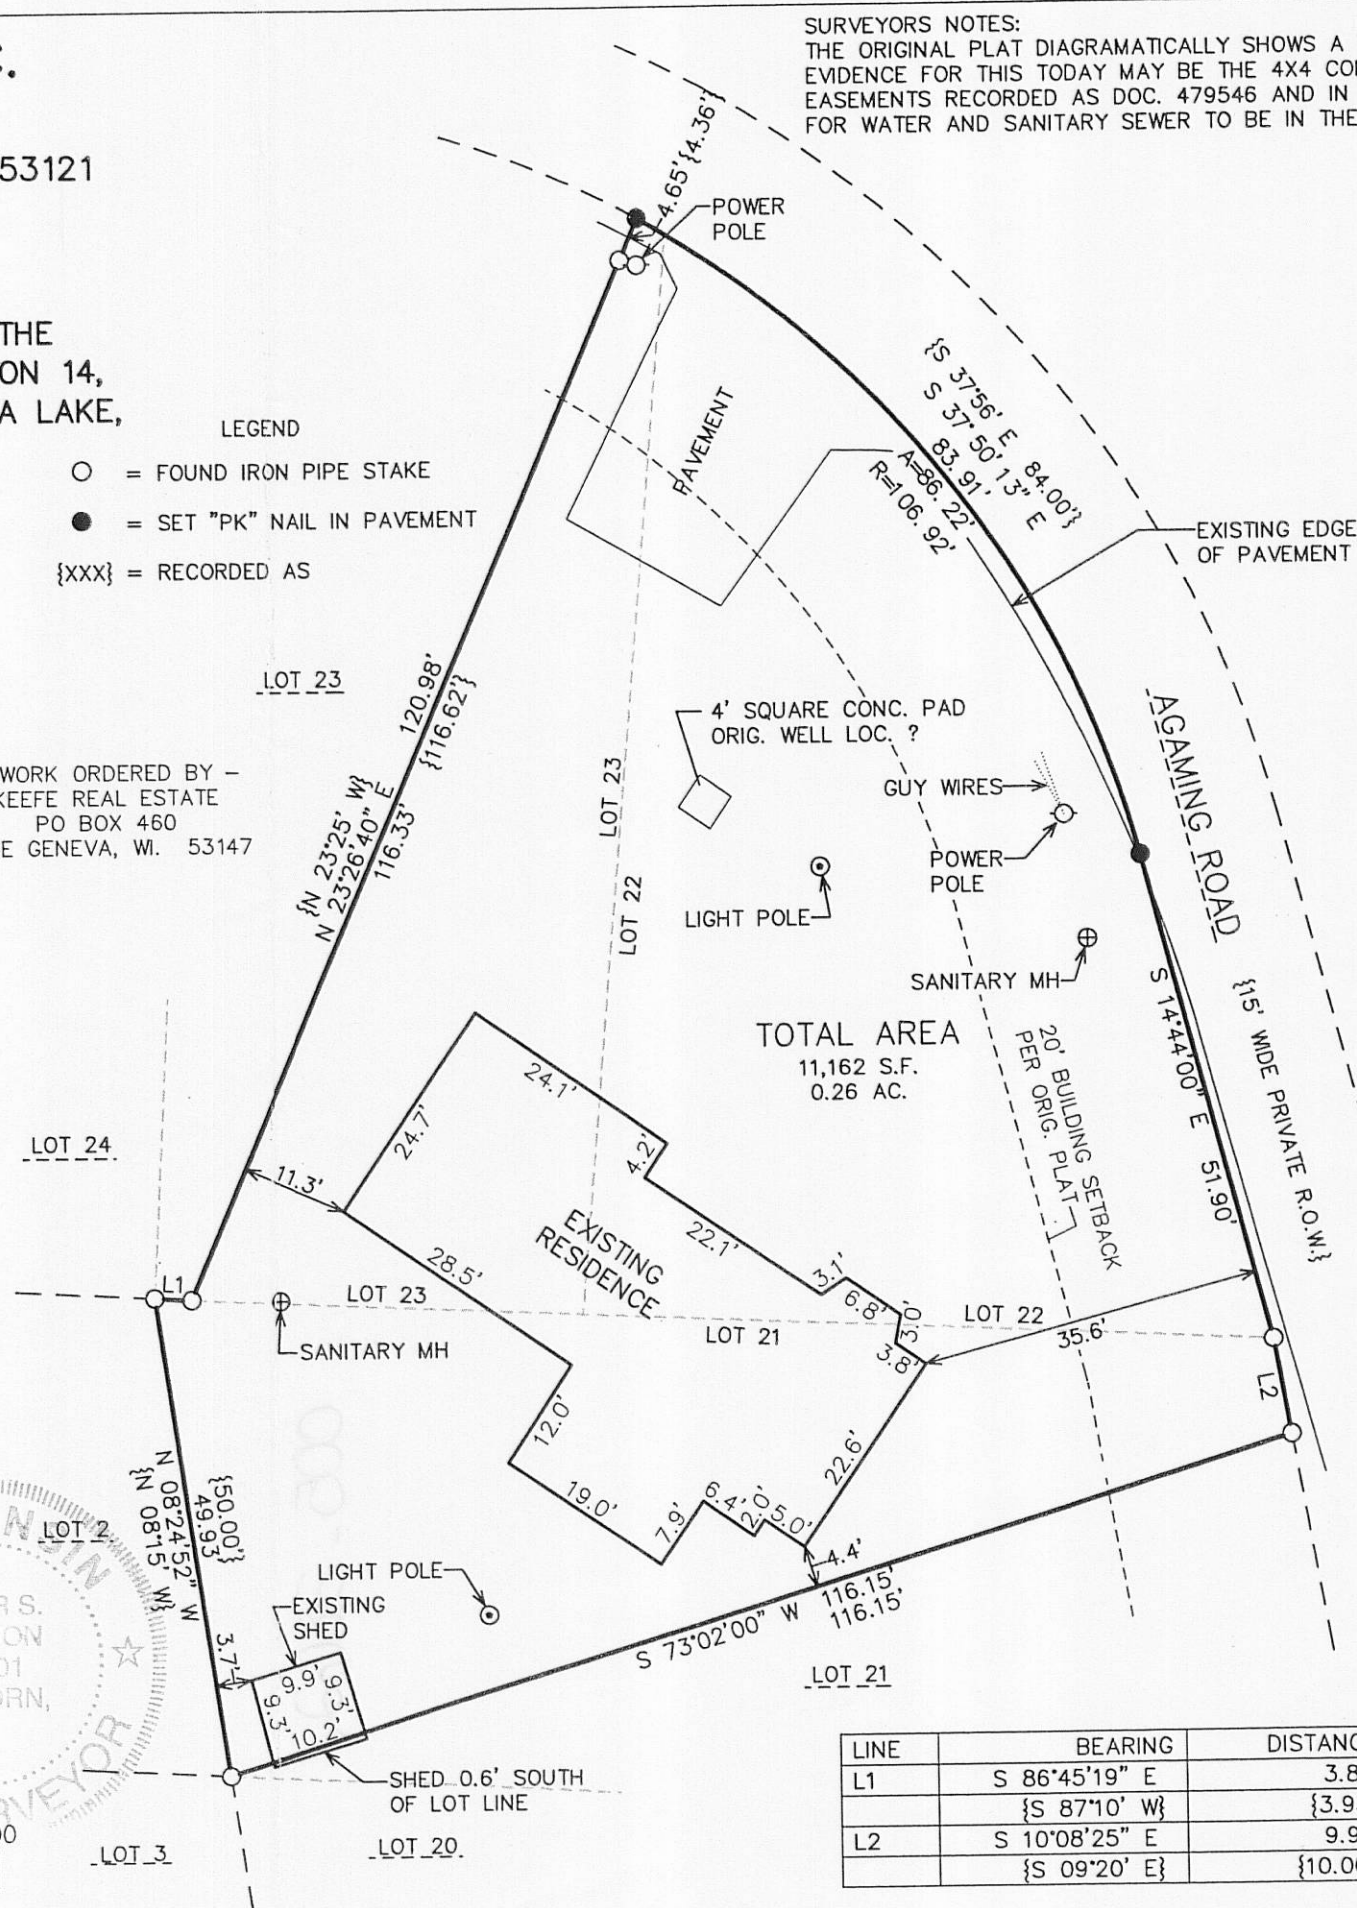 SURVEYORS NOTES:
THE ORIGINAL PLAT DIAGRAMATICALLY SHOWS A
EVIDENCE FOR THIS TODAY MAY BE THE 4X4
EASEMENTS RECORDED AS DOC. 479546 AND IN
FOR WATER AND SANITARY SEWER TO BE IN THE
53121
THE
ON 14,
A LAKE,
LEGEND
○ = FOUND IRON PIPE STAKE
● = SET "PK" NAIL IN PAVEMENT
{XXX} = RECORDED AS
4.65' {4.36'}
POWER
POLE
PAVEMENT
{S 37°56' E 84.00'}
S 37°50'13" E
83.91'
A=86.22'
R=106.92'
EXISTING EDGE
OF PAVEMENT
LOT 23
120.98'
{116.62'}
{N 23°25' W}
N 23°26'40" E
116.33'
WORK ORDERED BY -
KEEFE REAL ESTATE
PO BOX 460
E GENEVA, WI. 53147
4' SQUARE CONC. PAD
ORIG. WELL LOC. ?
LOT 23
LOT 22
GUY WIRES
POWER
POLE
LIGHT POLE
AGAMING ROAD
{15' WIDE PRIVATE R.O.W.}
SANITARY MH
S 14°44'00" E 51.90'
TOTAL AREA
11,162 S.F.
0.26 AC.
20' BUILDING SETBACK
PER ORIG. PLAT
LOT 24
24.1'
24.7'
4.2'
11.3'
22.1'
EXISTING
RESIDENCE
28.5'
3.1'
6.8'
3.0'
3.8'
L1
LOT 23
LOT 21
LOT 22
35.6'
SANITARY MH
L2
12.0'
19.0'
7.9'
6.4'
2.0'
5.0'
22.6'
4.4'
{50.00'}
49.93
N 08°24'52" W
{N 08°15' W}
LOT 2
NSIN
R S.
ON
01
ORN,
RVEYOR
LIGHT POLE
EXISTING
SHED
3.7'
9.9'
9.3'
9.3'
10.2'
S 73°02'00" W
116.15'
116.15'
LOT 21
SHED 0.6' SOUTH
OF LOT LINE
LOT 3
LOT 20
LINE BEARING
L1 S 86°45'19" E 3.8
{S 87°10' W} {3.9
L2 S 10°08'25" E 9.9
{S 09°20' E} {10.0